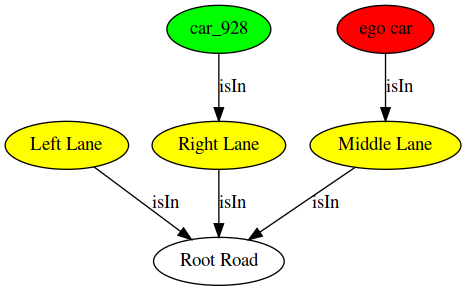 car_928
ego car
isIn
isIn
Left Lane
Right Lane
Middle Lane
isIn
isIn
isIn
Root Road